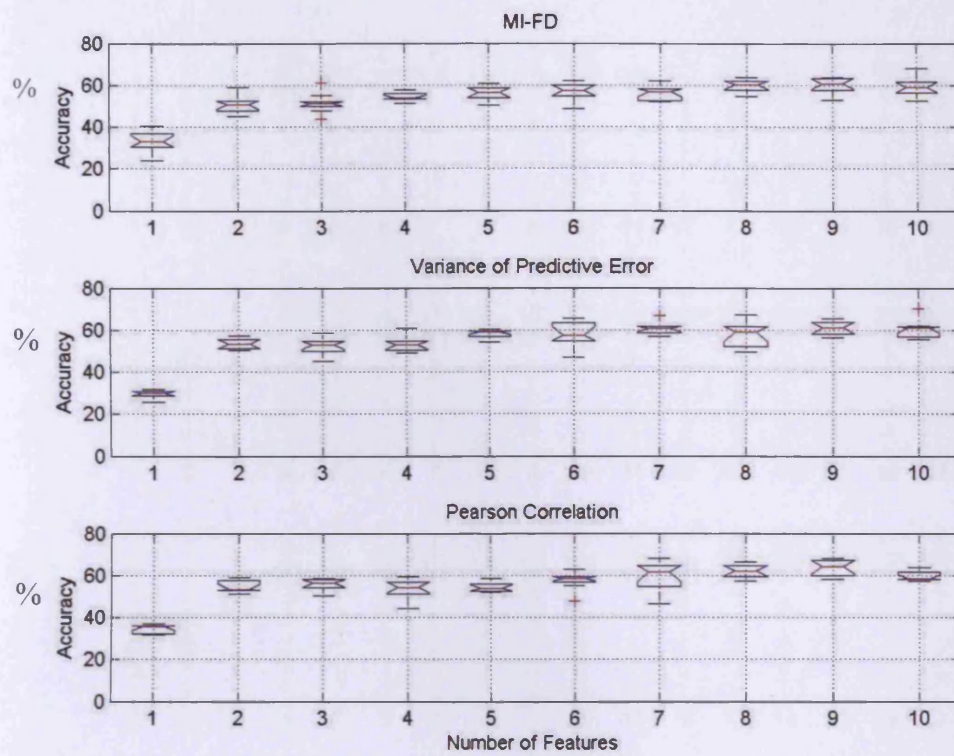 MI-FD
80
60
40
20
0
%
Accuracy
1 2 3 4 5 6 7 8 9 10
Variance of Predictive Error
80
60
40
20
0
%
Accuracy
1 2 3 4 5 6 7 8 9 10
Pearson Correlation
80
60
40
20
0
%
Accuracy
1 2 3 4 5 6 7 8 9 10
Number of Features